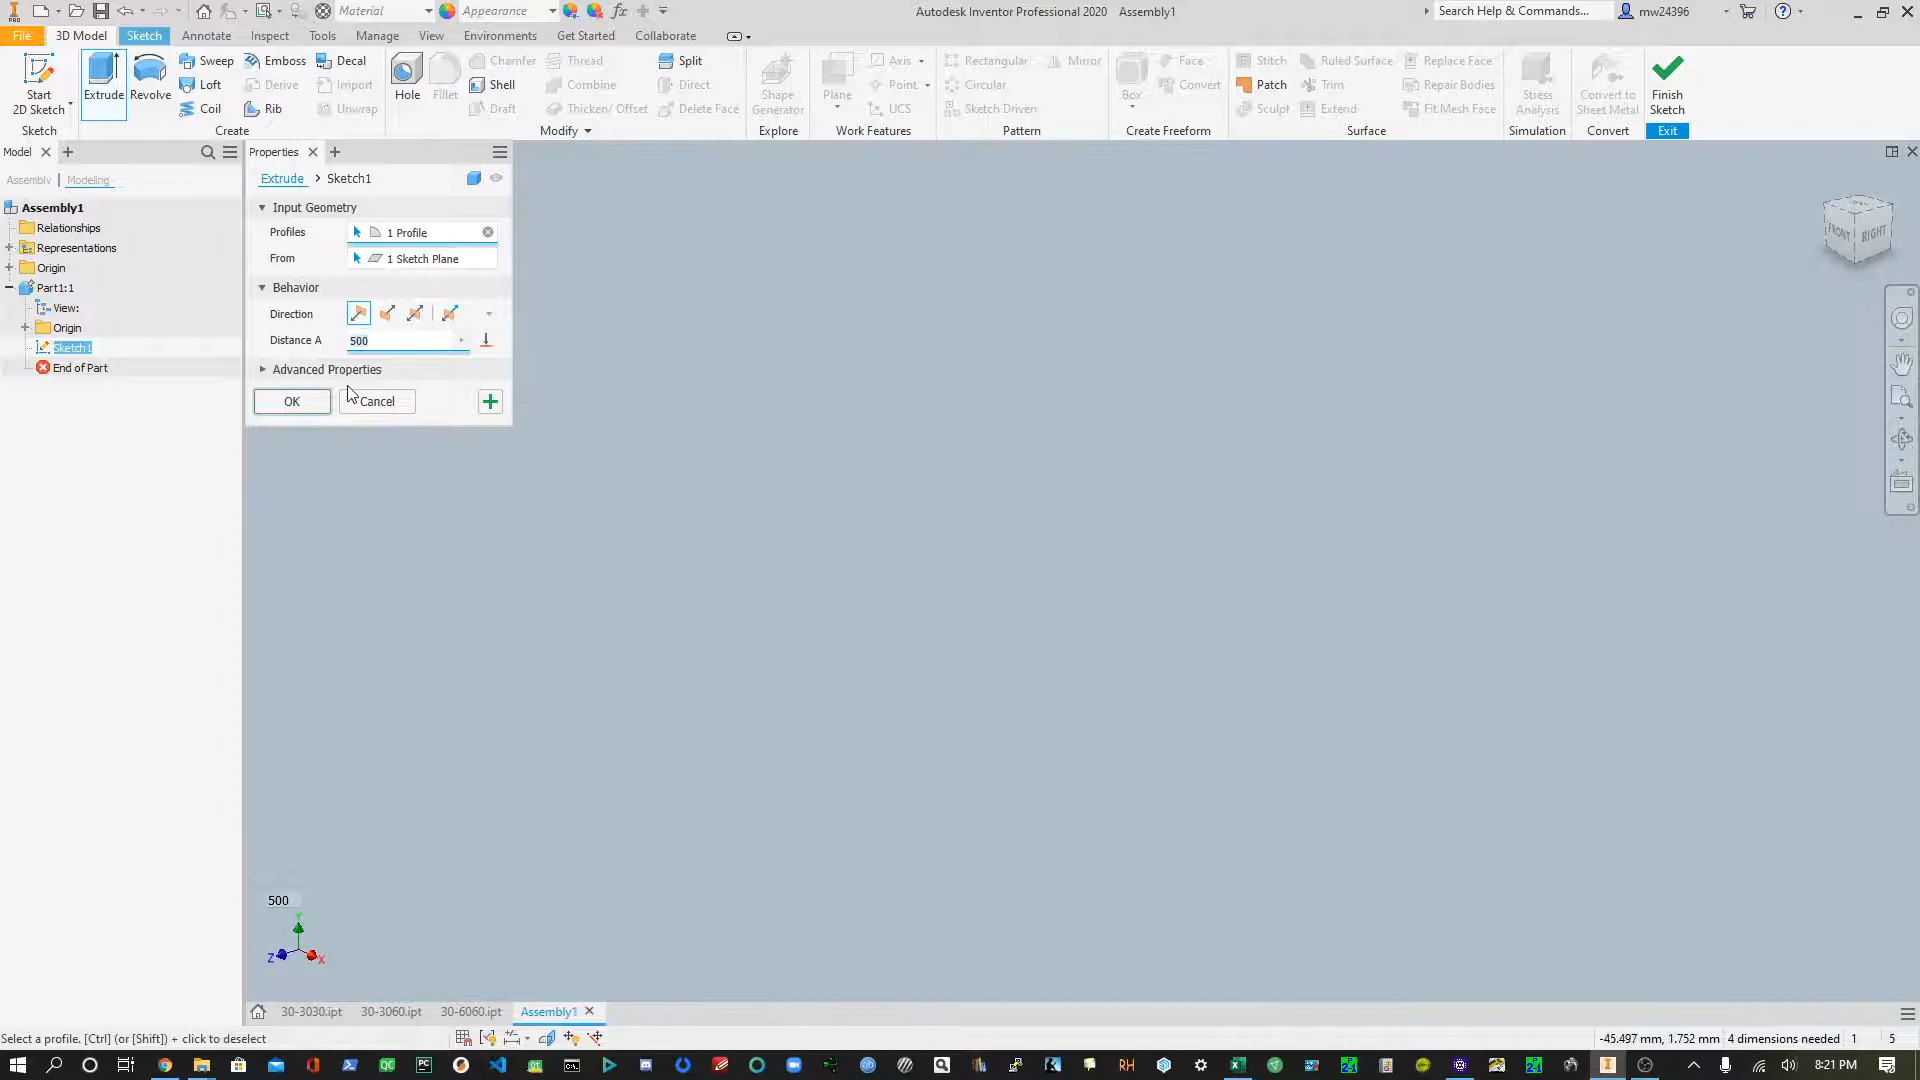 Material
Appearance
Autodesk Inventor Professional 2020 Assembly1
Search Help & Commands...
mw24396
File 3D Model Sketch Annotate Inspect Tools Manage View Environments Get Started Collaborate
Start
2D Sketch
Sketch
Extrude
Revolve
Sweep
Loft
Coil
Emboss
Derive
Rib
Decal
Import
Unwrap
Create
Hole
Fillet
Chamfer
Shell
Draft
Thread
Combine
Thicken/ Offset
Split
Direct
Delete Face
Modify
Shape
Generator
Explore
Plane
Axis
Point
UCS
Work Features
Rectangular
Circular
Sketch Driven
Mirror
Pattern
Box
Face
Convert
Create Freeform
Stitch
Patch
Sculpt
Ruled Surface
Trim
Extend
Replace Face
Repair Bodies
Fit Mesh Face
Surface
Stress
Analysis
Simulation
Convert to
Sheet Metal
Convert
Finish
Sketch
Exit
Model
Assembly | Modeling
Assembly1
Relationships
Representations
Origin
Part1:1
View:
Origin
Sketch1
End of Part
Properties
Extrude > Sketch1
Input Geometry
Profiles 1 Profile
From 1 Sketch Plane
Behavior
Direction
Distance A 500
Advanced Properties
OK Cancel
FRONT RIGHT
500
Y
Z X
30-3030.ipt 30-3060.ipt 30-6060.ipt Assembly1
Select a profile. [Ctrl] (or [Shift]) + click to deselect
-45.497 mm, 1.752 mm 4 dimensions needed 1 5
8:21 PM